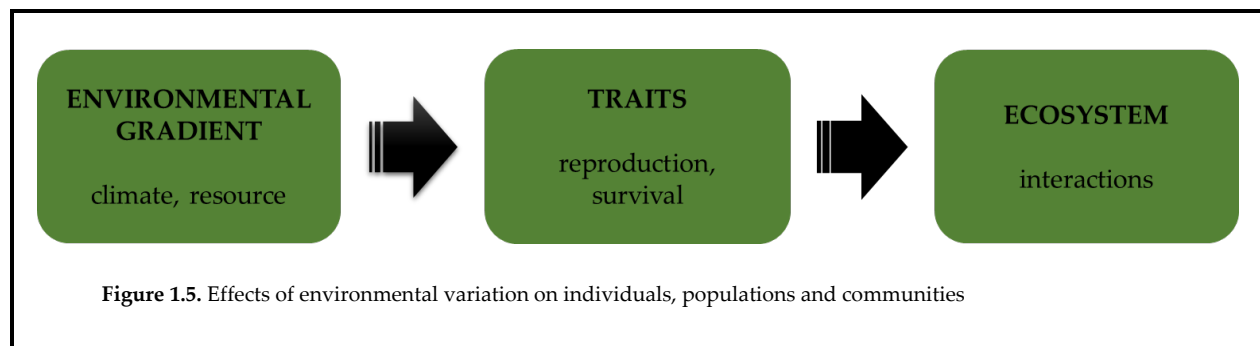 ENVIRONMENTAL
GRADIENT
climate, resource
TRAITS
reproduction,
survival
ECOSYSTEM
interactions
Figure 1.5. Effects of environmental variation on individuals, populations and communities